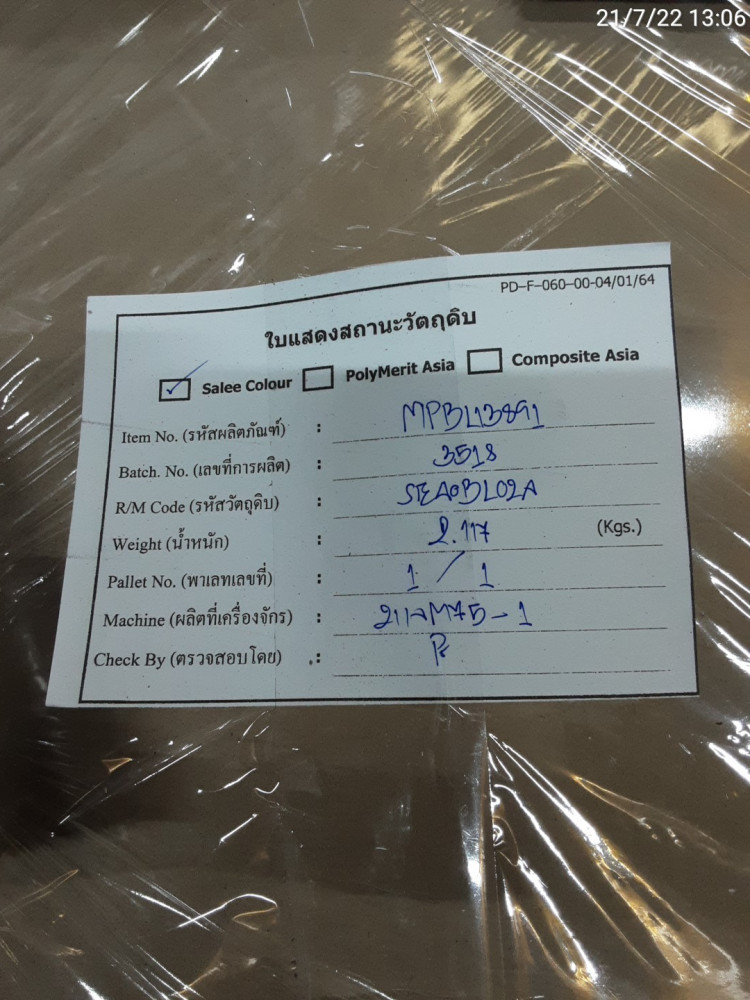 21/7/22 13:06
PD-F-060-00-04/01/64
ใบแสดงสถานะวัตถุดิบ
Salee Colour PolyMerit Asia Composite Asia
Item No. (รหัสผลิตภัณฑ์) : MPBL13891
Batch. No. (เลขที่การผลิต) : 3518
R/M Code (รหัสวัตถุดิบ) : STEA0BL02A
Weight (น้ำหนัก) : 2.117 (Kgs.)
Pallet No. (พาเลทเลขที่) : 1 / 1
Machine (ผลิตที่เครื่องจักร) :
Check By (ตรวจสอบโดย) :